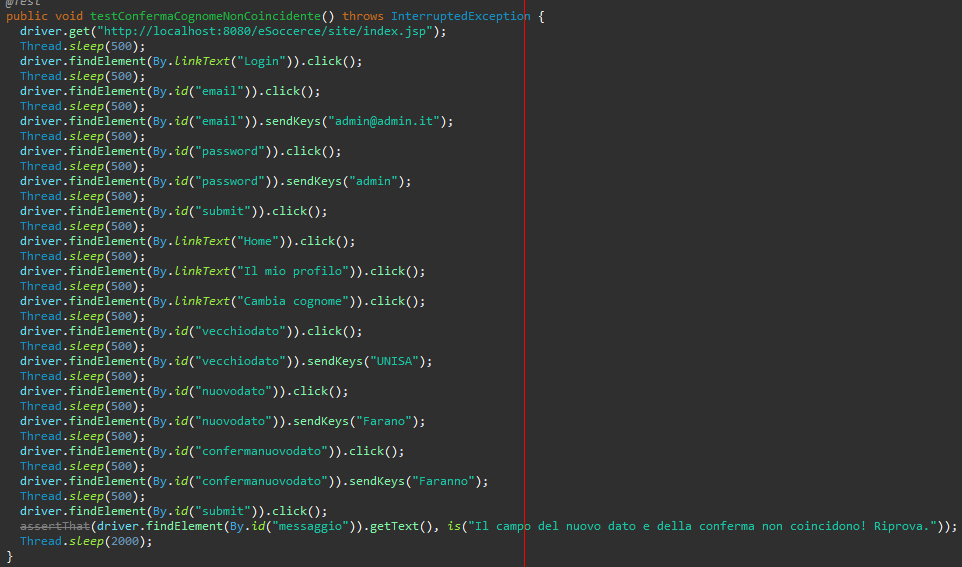 @Test
public void testConfermaCognomeNonCoincidente() throws InterruptedException {
driver.get("http://localhost:8080/eSoccerce/site/index.jsp");
Thread.sleep(500);
driver.findElement(By.linkText("Login")).click();
Thread.sleep(500);
driver.findElement(By.id("email")).click();
Thread.sleep(500);
driver.findElement(By.id("email")).sendKeys("admin@admin.it");
Thread.sleep(500);
driver.findElement(By.id("password")).click();
Thread.sleep(500);
driver.findElement(By.id("password")).sendKeys("admin");
Thread.sleep(500);
driver.findElement(By.id("submit")).click();
Thread.sleep(500);
driver.findElement(By.linkText("Home")).click();
Thread.sleep(500);
driver.findElement(By.linkText("Il mio profilo")).click();
Thread.sleep(500);
driver.findElement(By.linkText("Cambia cognome")).click();
Thread.sleep(500);
driver.findElement(By.id("vecchiodato")).click();
Thread.sleep(500);
driver.findElement(By.id("vecchiodato")).sendKeys("UNISA");
Thread.sleep(500);
driver.findElement(By.id("nuovodato")).click();
Thread.sleep(500);
driver.findElement(By.id("nuovodato")).sendKeys("Farano");
Thread.sleep(500);
driver.findElement(By.id("confermanuovodato")).click();
Thread.sleep(500);
driver.findElement(By.id("confermanuovodato")).sendKeys("Faranno");
Thread.sleep(500);
driver.findElement(By.id("submit")).click();
assertThat(driver.findElement(By.id("messaggio")).getText(), is("Il campo del nuovo dato e della conferma non coincidono! Riprova."));
Thread.sleep(2000);
}